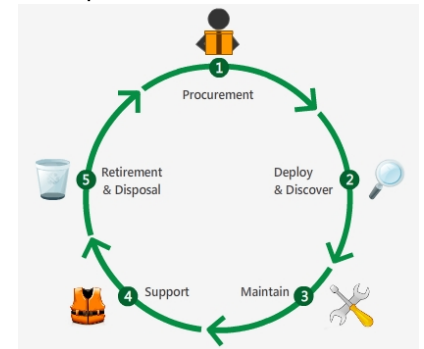 1
Procurement
Deploy
& Discover
2
Maintain
3
4
Support
5
Retirement
& Disposal